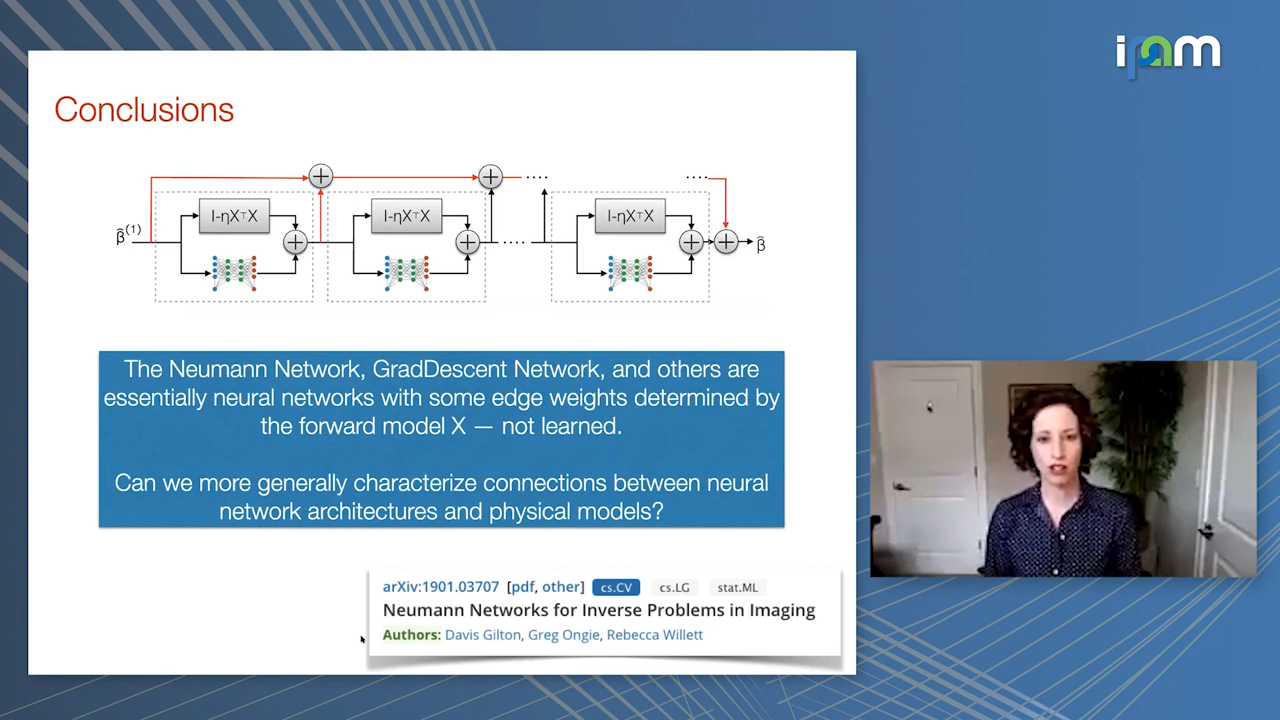 ipam
Conclusions
β̂⁽¹⁾
I-ηXᵀX
I-ηXᵀX
I-ηXᵀX
β̂
The Neumann Network, GradDescent Network, and others are
essentially neural networks with some edge weights determined by
the forward model X — not learned.
Can we more generally characterize connections between neural
network architectures and physical models?
arXiv:1901.03707 [pdf, other] cs.CV cs.LG stat.ML
Neumann Networks for Inverse Problems in Imaging
Authors: Davis Gilton, Greg Ongie, Rebecca Willett